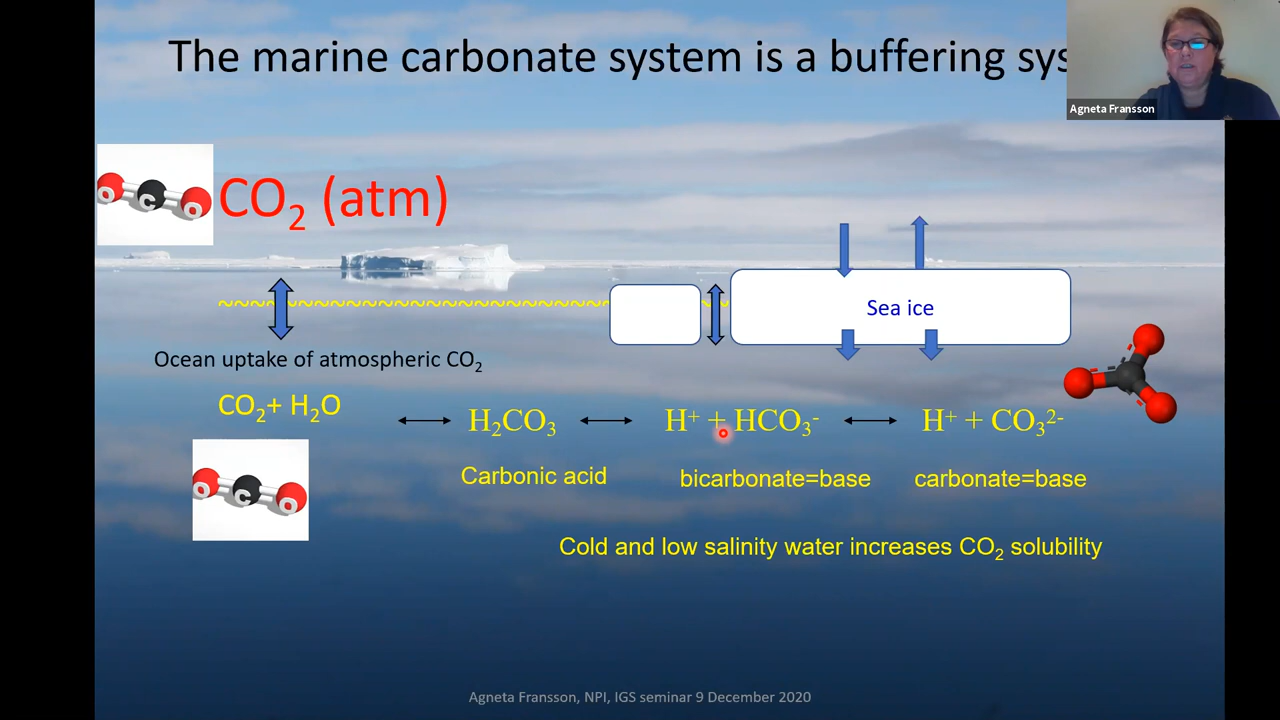 The marine carbonate system is a buffering sys
Agneta Fransson
O C O
CO₂ (atm)
~~~~~~~~~~~~~~~~~~~~~~~~~~
Sea ice
Ocean uptake of atmospheric CO₂
CO₂+ H₂O ↔ H₂CO₃ ↔ H⁺ + HCO₃⁻ ↔ H⁺ + CO₃²⁻
O C O
Carbonic acid bicarbonate=base carbonate=base
Cold and low salinity water increases CO₂ solubility
Agneta Fransson, NPI, IGS seminar 9 December 2020